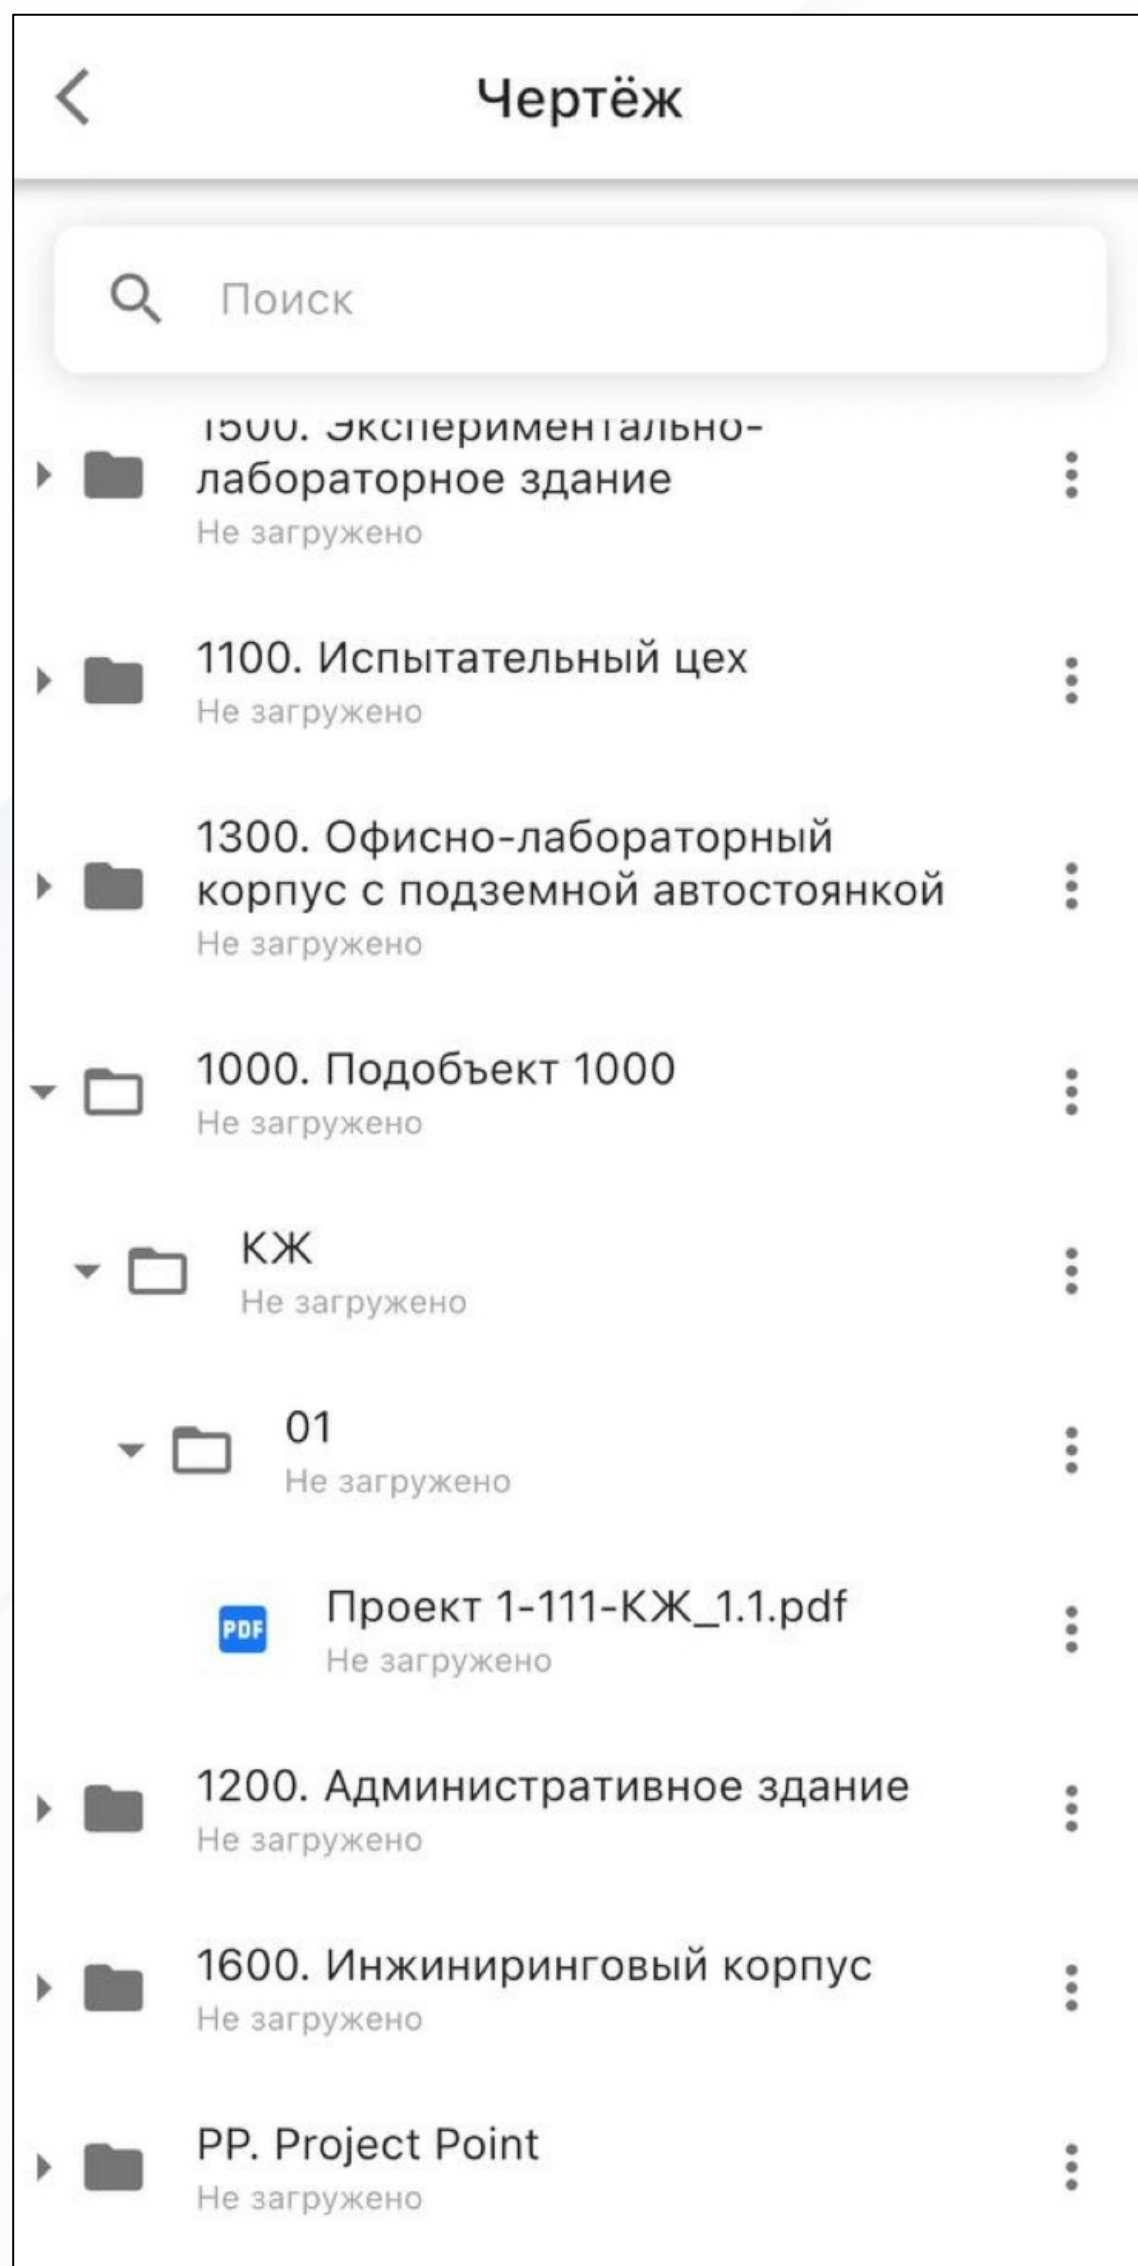 Чертёж
Поиск
1500. Экспериментально-
лабораторное здание
Не загружено
1100. Испытательный цех
Не загружено
1300. Офисно-лабораторный
корпус с подземной автостоянкой
Не загружено
1000. Подобъект 1000
Не загружено
КЖ
Не загружено
01
Не загружено
PDF
Проект 1-111-КЖ_1.1.pdf
Не загружено
1200. Административное здание
Не загружено
1600. Инжиниринговый корпус
Не загружено
PP. Project Point
Не загружено